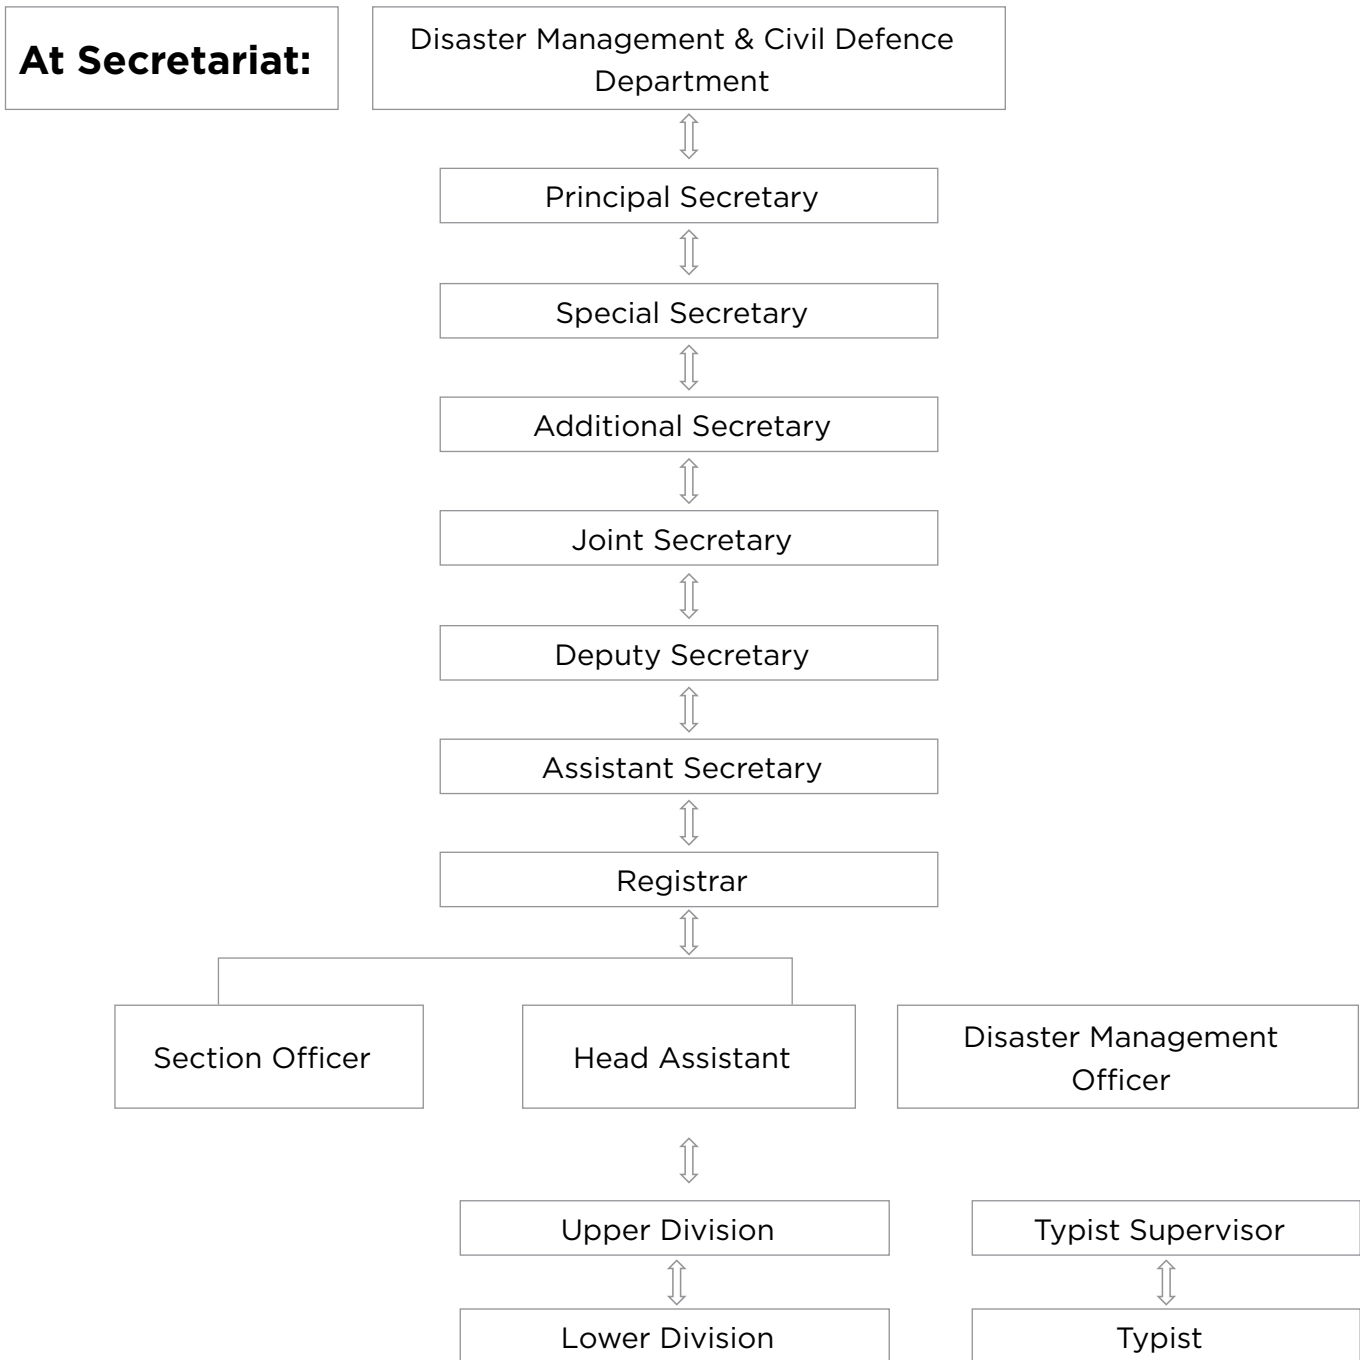 At Secretariat:
Disaster Management & Civil Defence
Department
Principal Secretary
Special Secretary
Additional Secretary
Joint Secretary
Deputy Secretary
Assistant Secretary
Registrar
Section Officer
Head Assistant
Disaster Management
Officer
Upper Division
Typist Supervisor
Lower Division
Typist